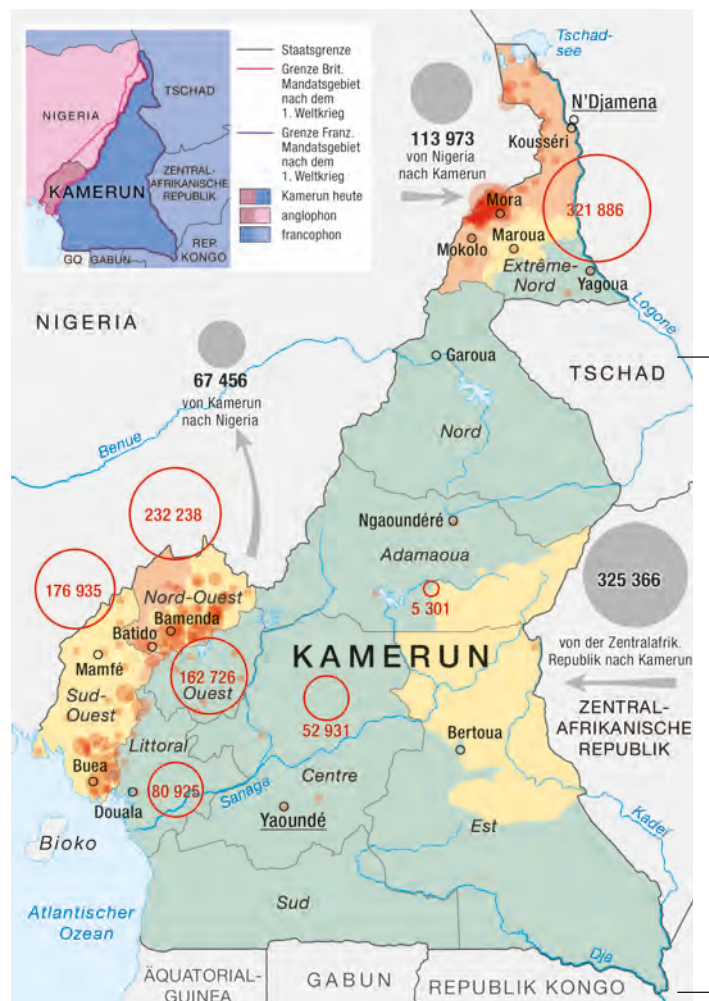 Staatsgrenze
Grenze Brit.
Mandatsgebiet
nach dem
1. Weltkrieg
Grenze Franz.
Mandatsgebiet
nach dem
1. Weltkrieg
Kamerun heute
anglophon
francophon
TSCHAD
NIGERIA
ZENTRAL-
AFRIKANISCHE
REPUBLIK
KAMERUN
REP.
KONGO
GQ
GABUN
Tschad-
see
N'Djamena
Kousséri
113 973
von Nigeria
nach Kamerun
321 886
Mora
Maroua
Mokolo
Extrême-
Nord
Yagoua
Logone
NIGERIA
67 456
von Kamerun
nach Nigeria
Garoua
TSCHAD
Benue
Nord
232 238
Ngaoundéré
Adamaoua
176 935
5 301
325 366
von der Zentralafrik.
Republik nach Kamerun
Nord-Ouest
Bamenda
Batido
Mamfé
162 726
Ouest
KAMERUN
ZENTRAL-
AFRIKANISCHE
REPUBLIK
Sud-
Ouest
52 931
Bertoua
Littoral
Buea
80 925
Sanaga
Centre
Douala
Yaoundé
Kadeï
Bioko
Est
Atlantischer
Ozean
Sud
Dja
ÄQUATORIAL-
GUINEA
GABUN
REPUBLIK KONGO